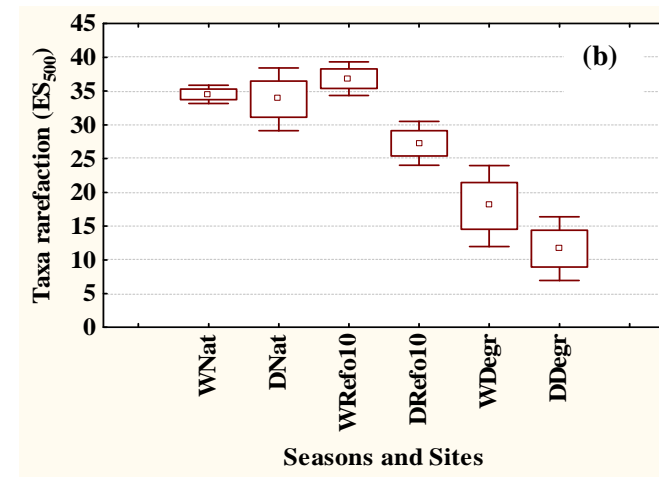 (b)
Taxa rarefaction (ES500)
45
40
35
30
25
20
15
10
5
0
WNat
DNat
WRefo10
DRefo10
WDegr
DDegr
Seasons and Sites